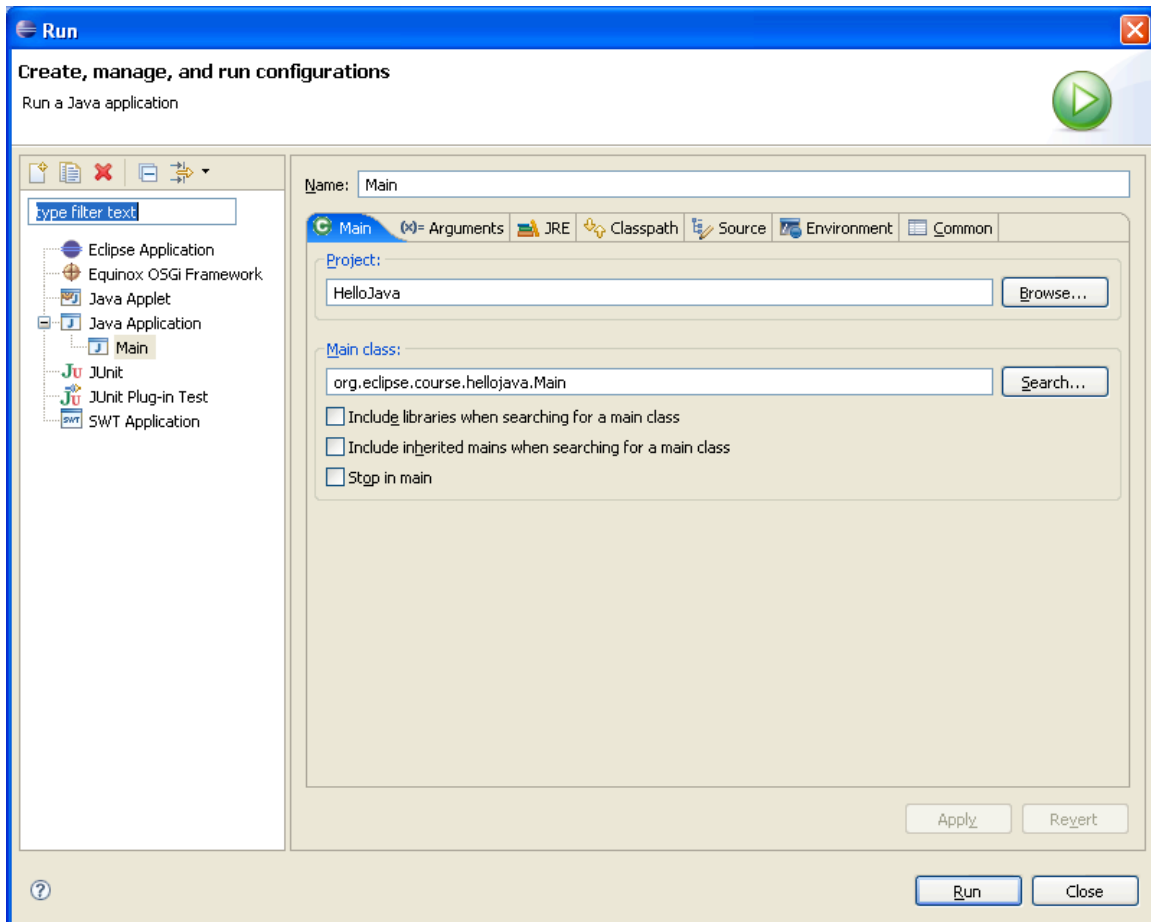 Run
Create, manage, and run configurations
Run a Java application
type filter text
Eclipse Application
Equinox OSGi Framework
Java Applet
Java Application
Main
JUnit
JUnit Plug-in Test
SWT Application
Name: Main
Main (x)= Arguments JRE Classpath Source Environment Common
Project:
HelloJava Browse...
Main class:
org.eclipse.course.hellojava.Main Search...
Include libraries when searching for a main class
Include inherited mains when searching for a main class
Stop in main
Apply Revert
Run Close